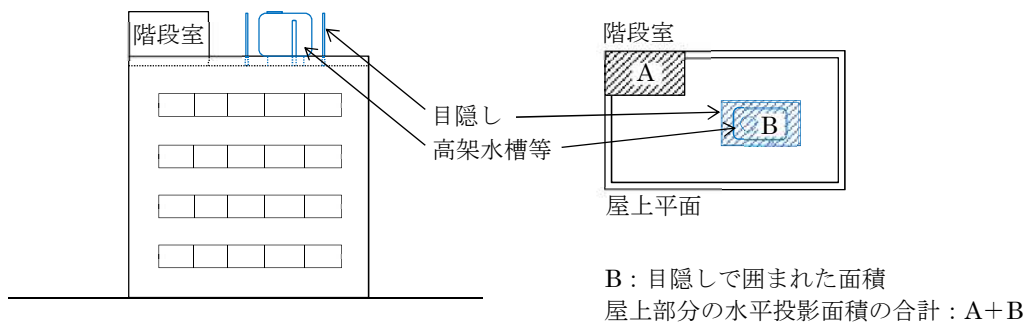 階段室
目隠し
高架水槽等
階段室
A
B
屋上平面
B：目隠しで囲まれた面積
屋上部分の水平投影面積の合計：A＋B